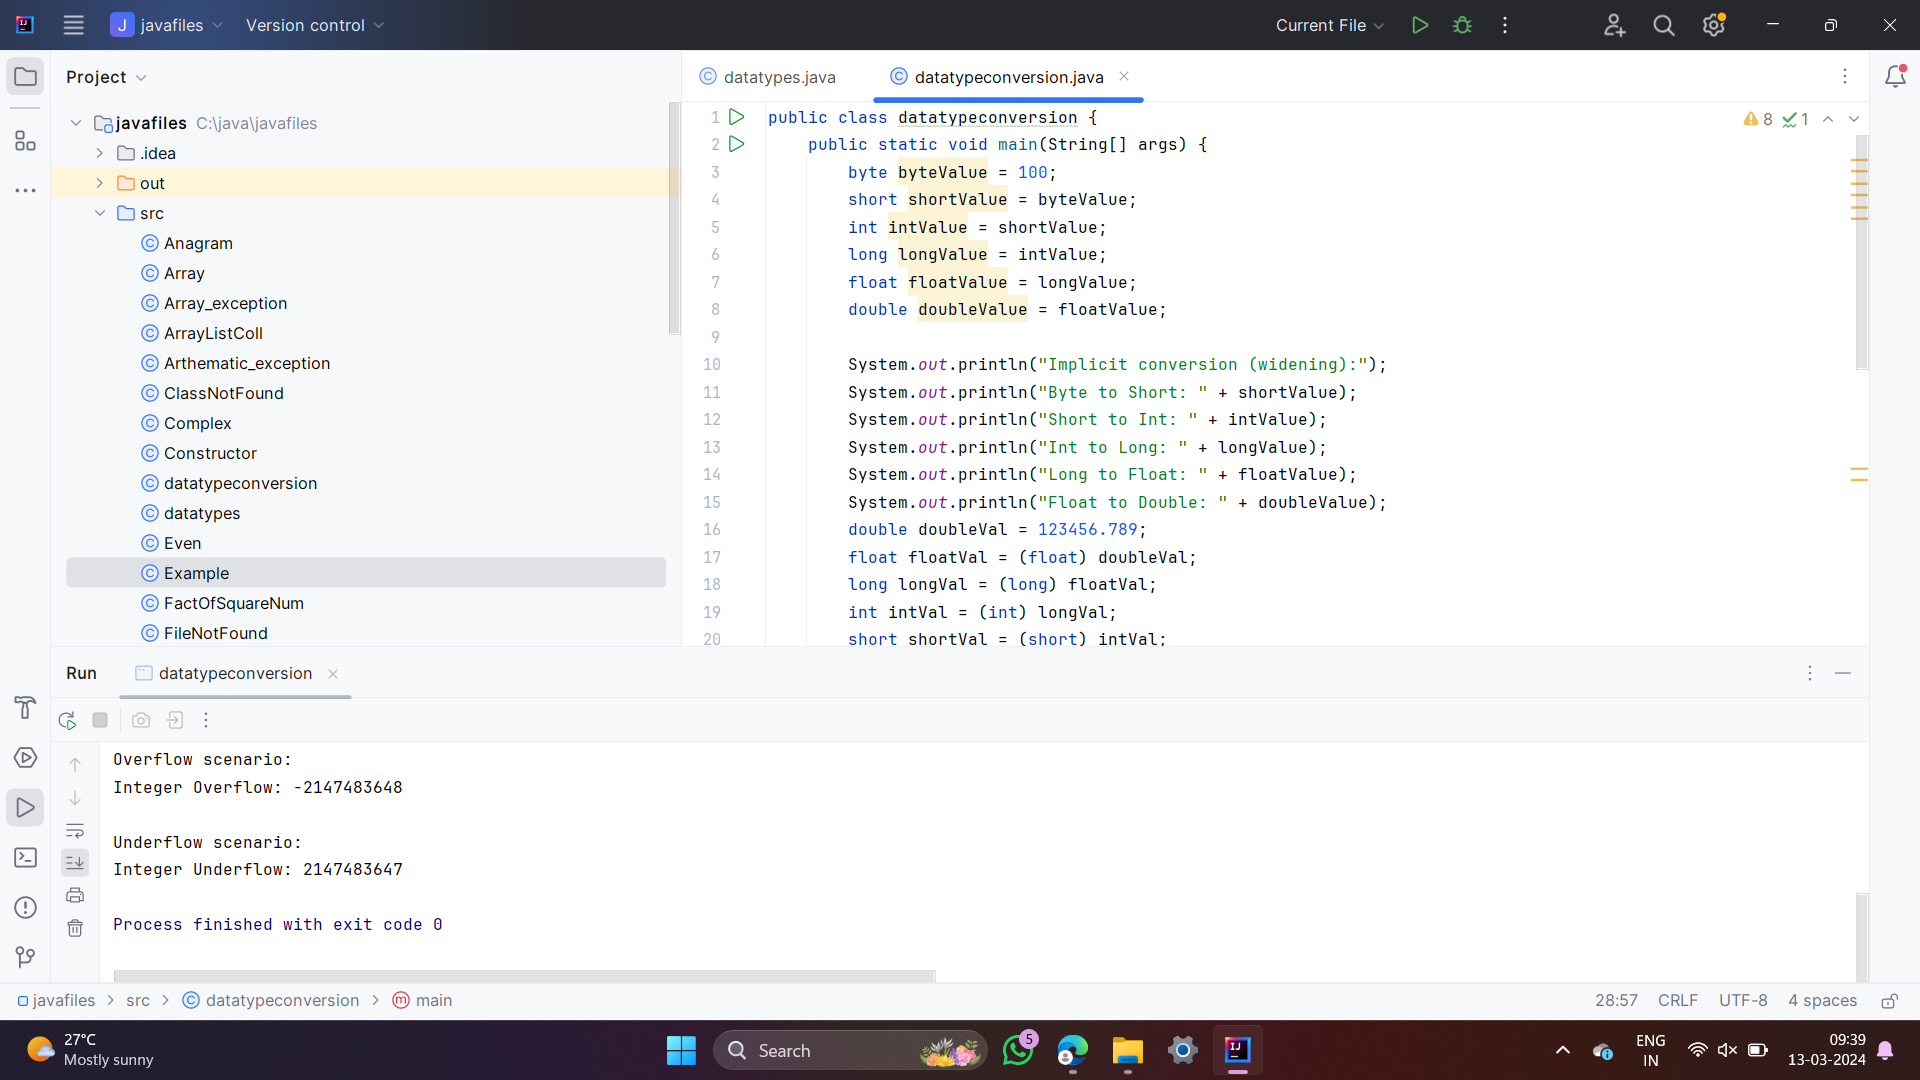 J javafiles Version control Current File
Project
datatypes.java datatypeconversion.java
javafiles C:\java\javafiles
.idea
out
src
Anagram
Array
Array_exception
ArrayListColl
Arthematic_exception
ClassNotFound
Complex
Constructor
datatypeconversion
datatypes
Even
Example
FactOfSquareNum
FileNotFound
8 1
1 public class datatypeconversion {
2 public static void main(String[] args) {
3 byte byteValue = 100;
4 short shortValue = byteValue;
5 int intValue = shortValue;
6 long longValue = intValue;
7 float floatValue = longValue;
8 double doubleValue = floatValue;
9
10 System.out.println("Implicit conversion (widening):");
11 System.out.println("Byte to Short: " + shortValue);
12 System.out.println("Short to Int: " + intValue);
13 System.out.println("Int to Long: " + longValue);
14 System.out.println("Long to Float: " + floatValue);
15 System.out.println("Float to Double: " + doubleValue);
16 double doubleVal = 123456.789;
17 float floatVal = (float) doubleVal;
18 long longVal = (long) floatVal;
19 int intVal = (int) longVal;
20 short shortVal = (short) intVal;
Run datatypeconversion
Overflow scenario:
Integer Overflow: -2147483648
Underflow scenario:
Integer Underflow: 2147483647
Process finished with exit code 0
javafiles > src > datatypeconversion > main
28:57 CRLF UTF-8 4 spaces
27°C
Mostly sunny
Search
5
ENG
IN
09:39
13-03-2024